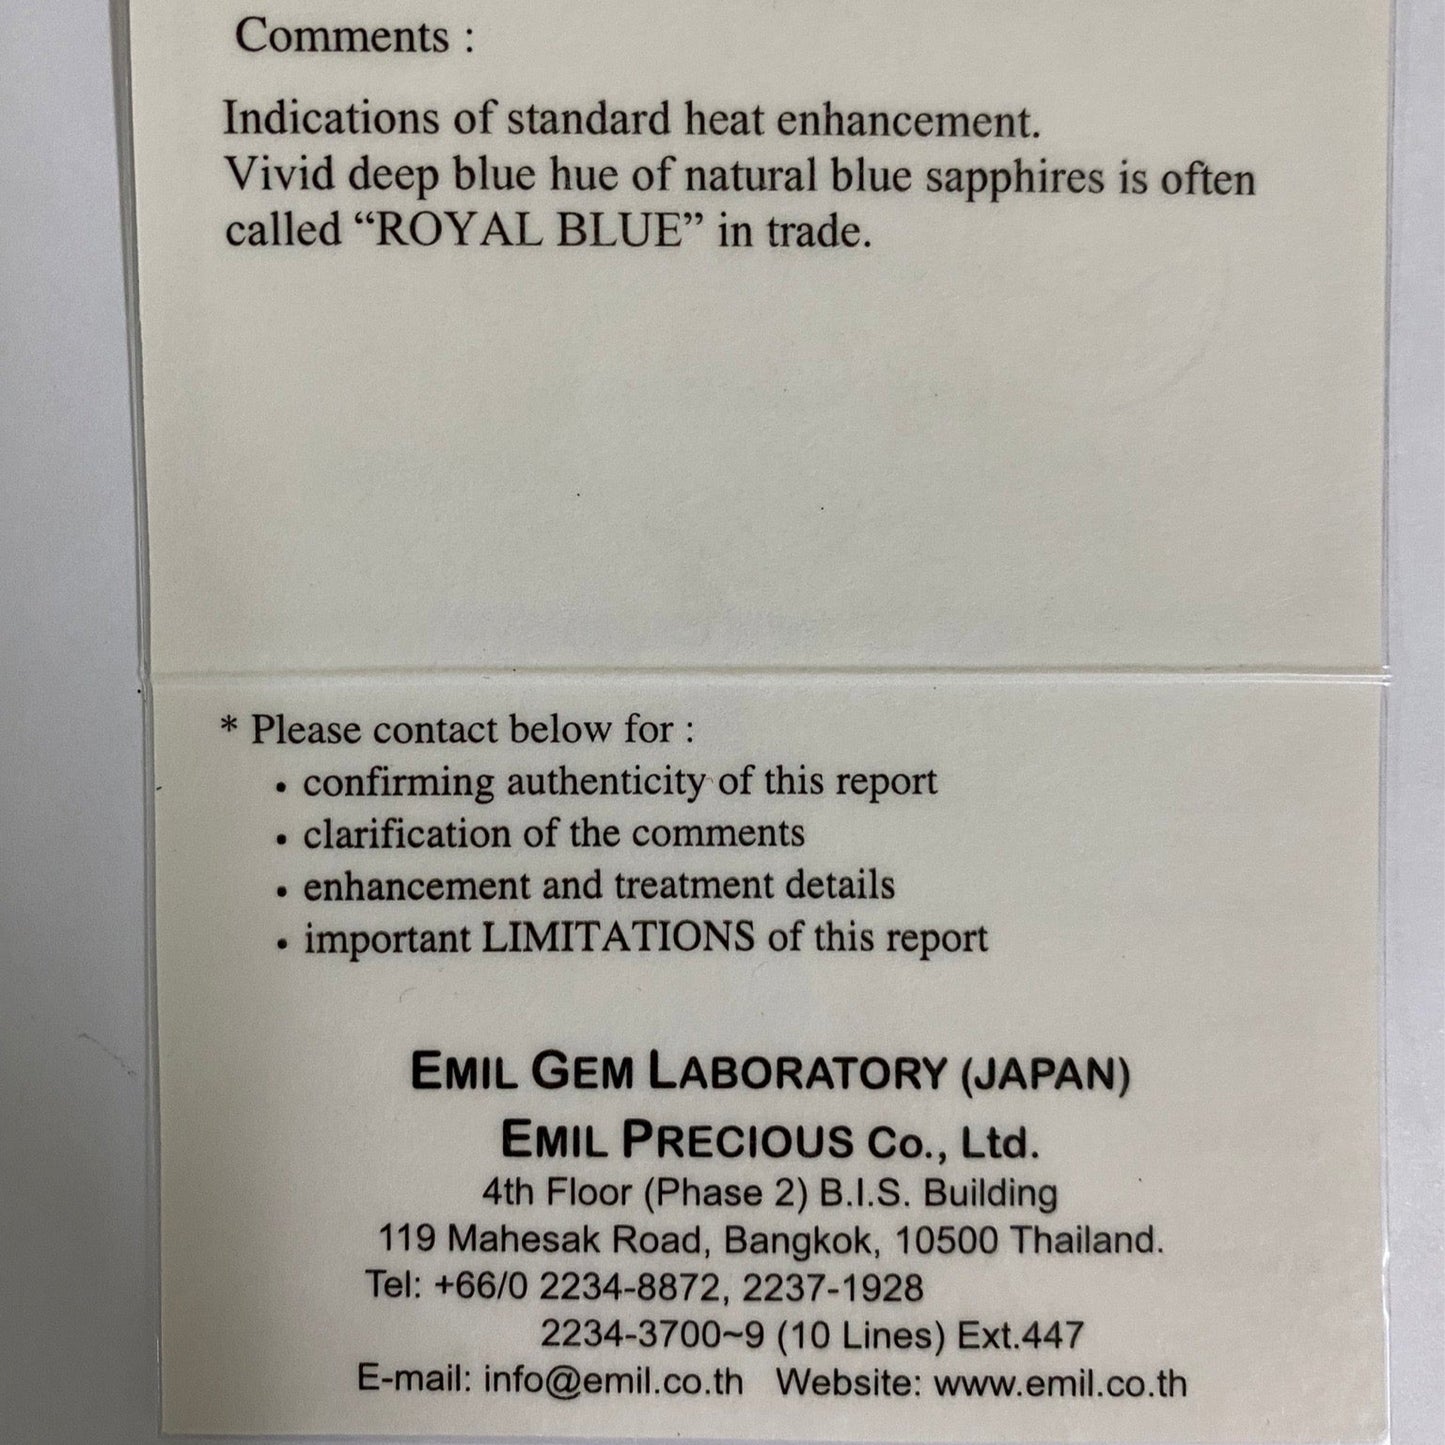 Comments :
Indications of standard heat enhancement.
Vivid deep blue hue of natural blue sapphires is often
called “ROYAL BLUE” in trade.
* Please contact below for :
• confirming authenticity of this report
• clarification of the comments
• enhancement and treatment details
• important LIMITATIONS of this report
EMIL GEM LABORATORY (JAPAN)
EMIL PRECIOUS Co., Ltd.
4th Floor (Phase 2) B.I.S. Building
119 Mahesak Road, Bangkok, 10500 Thailand.
Tel: +66/0 2234-8872, 2237-1928
2234-3700~9 (10 Lines) Ext.447
E-mail: info@emil.co.th Website: www.emil.co.th